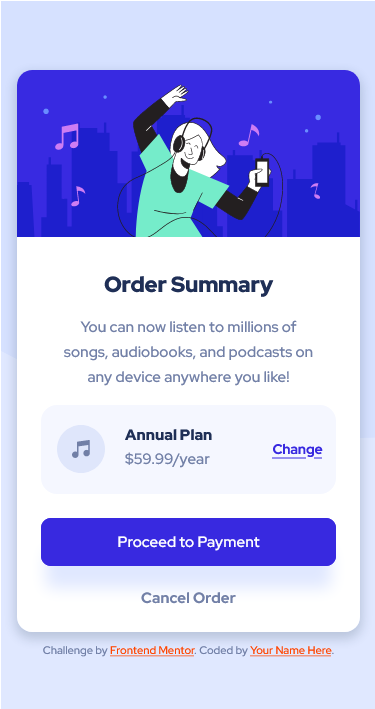 Order Summary
You can now listen to millions of
songs, audiobooks, and podcasts on
any device anywhere you like!
Annual Plan
$59.99/year
Change
Proceed to Payment
Cancel Order
Challenge by Frontend Mentor. Coded by Your Name Here.